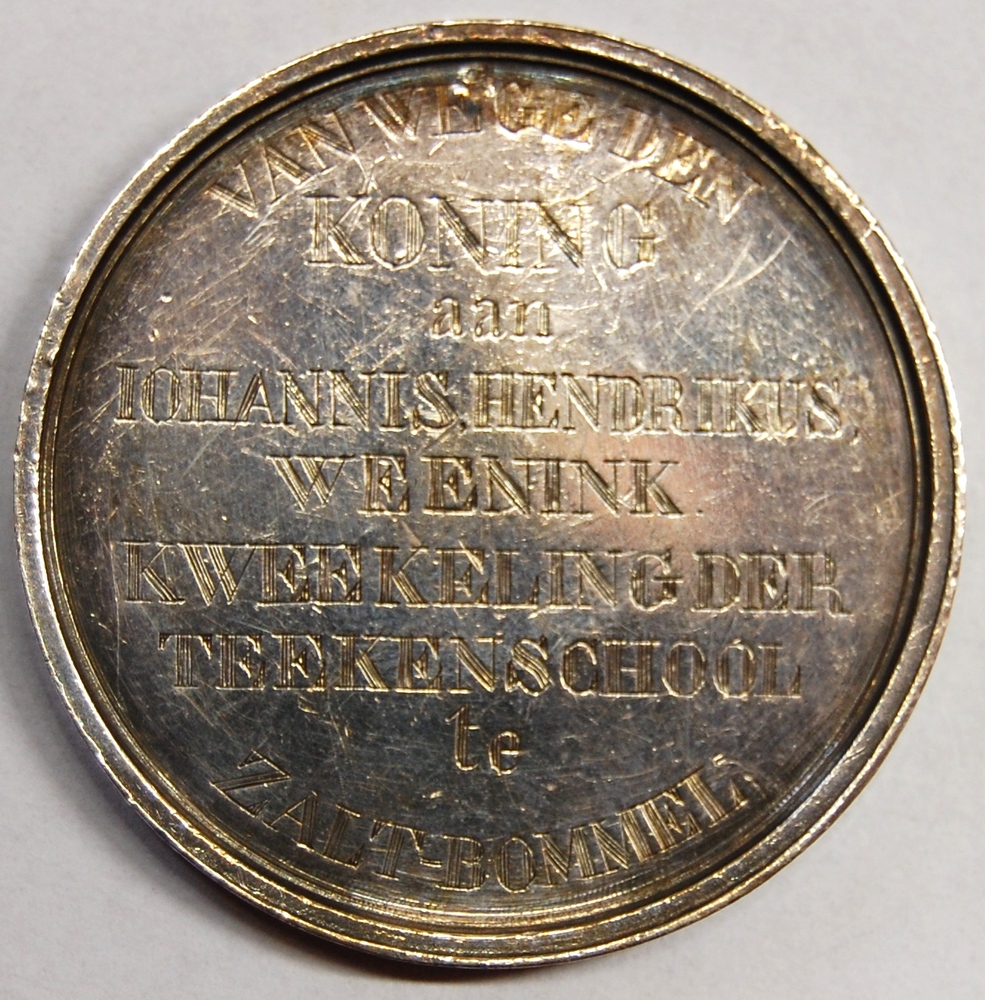 VAN WEGE DEN
KONING
aan
IOHANNIS, HENDRIKUS,
WEENINK.
KWEEKELING DER
TEEKENSCHOOL
te
ZALT-BOMMEL.